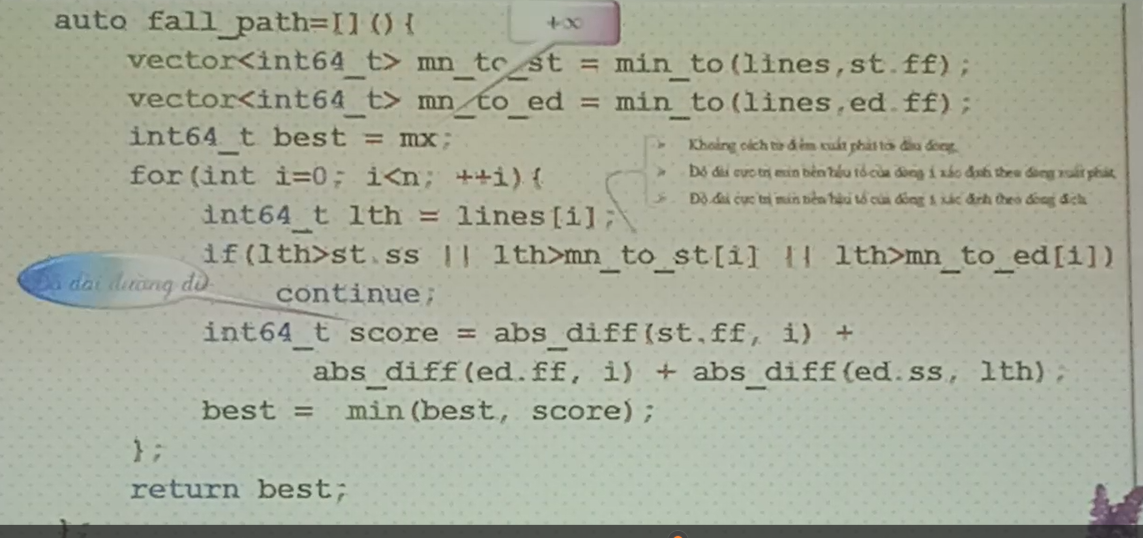 auto fall_path=[](){
+∞
vector<int64_t> mn_to_st = min_to(lines,st.ff);
vector<int64_t> mn_to_ed = min_to(lines,ed.ff);
int64_t best = mx;
Khoảng cách từ điểm xuất phát tới đầu dòng,
for(int i=0; i<n; ++i){
Độ dài cực trị min bên hậu tố của dòng i xác định theo dòng xuất phát,
int64_t lth = lines[i];
Độ dài cực trị min bên hậu tố của dòng i xác định theo dòng đích.
if(lth>st.ss || lth>mn_to_st[i] || lth>mn_to_ed[i])
dài đường đi
continue;
int64_t score = abs_diff(st.ff, i) +
abs_diff(ed.ff, i) + abs_diff(ed.ss, lth);
best = min(best, score);
};
return best;
};